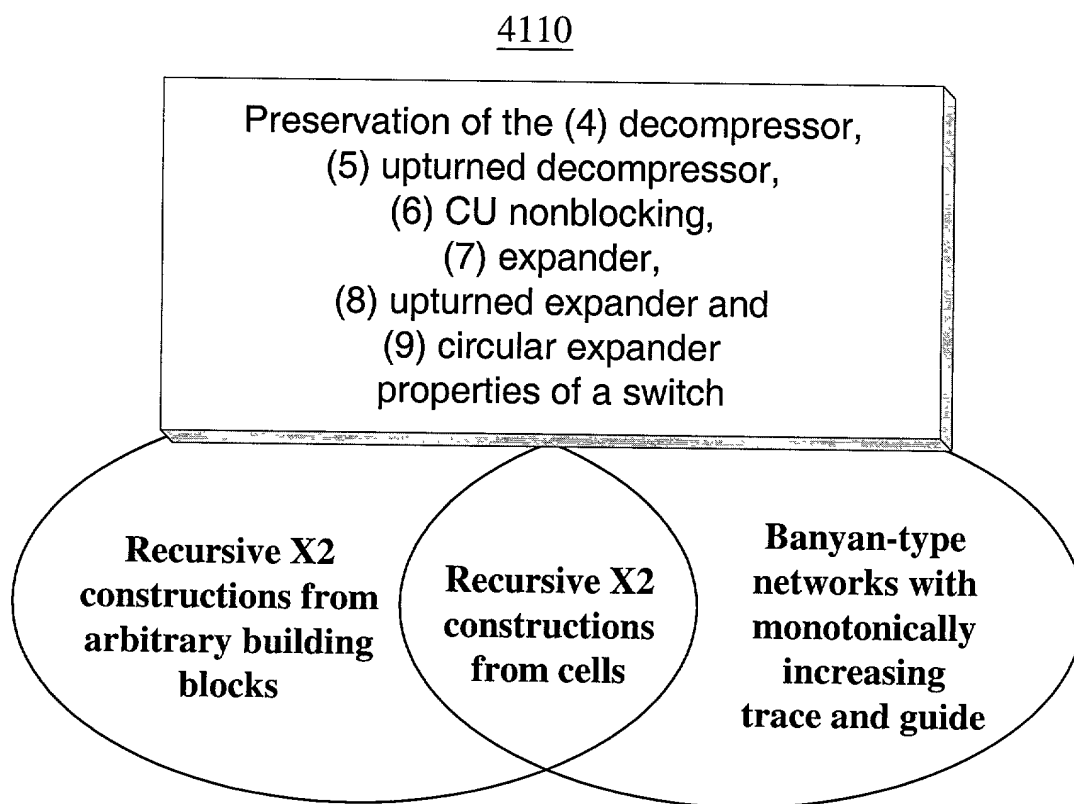 4110
Preservation of the (4) decompressor,
(5) upturned decompressor,
(6) CU nonblocking,
(7) expander,
(8) upturned expander and
(9) circular expander
properties of a switch
Recursive X2
constructions from
arbitrary building
blocks
Recursive X2
constructions
from cells
Banyan-type
networks with
monotonically
increasing
trace and guide